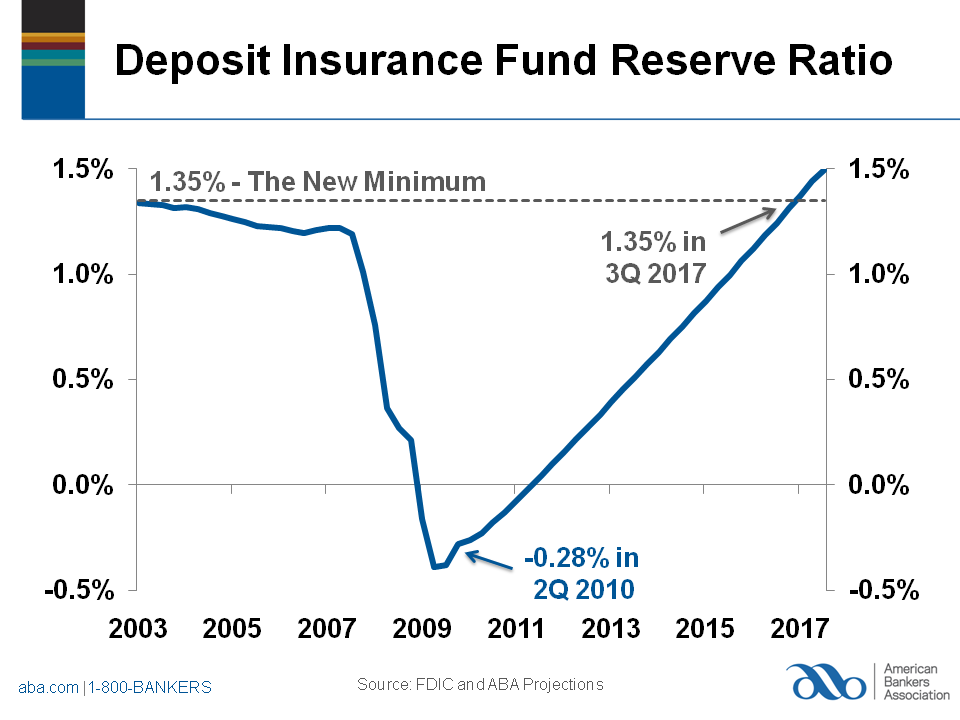 Deposit Insurance Fund Reserve Ratio
1.5%
1.35% - The New Minimum
1.5%
1.35% in
3Q 2017
1.0%
1.0%
0.5%
0.5%
0.0%
0.0%
-0.28% in
2Q 2010
-0.5%
-0.5%
2003 2005 2007 2009 2011 2013 2015 2017
aba.com |1-800-BANKERS
Source: FDIC and ABA Projections
American
Bankers
Association